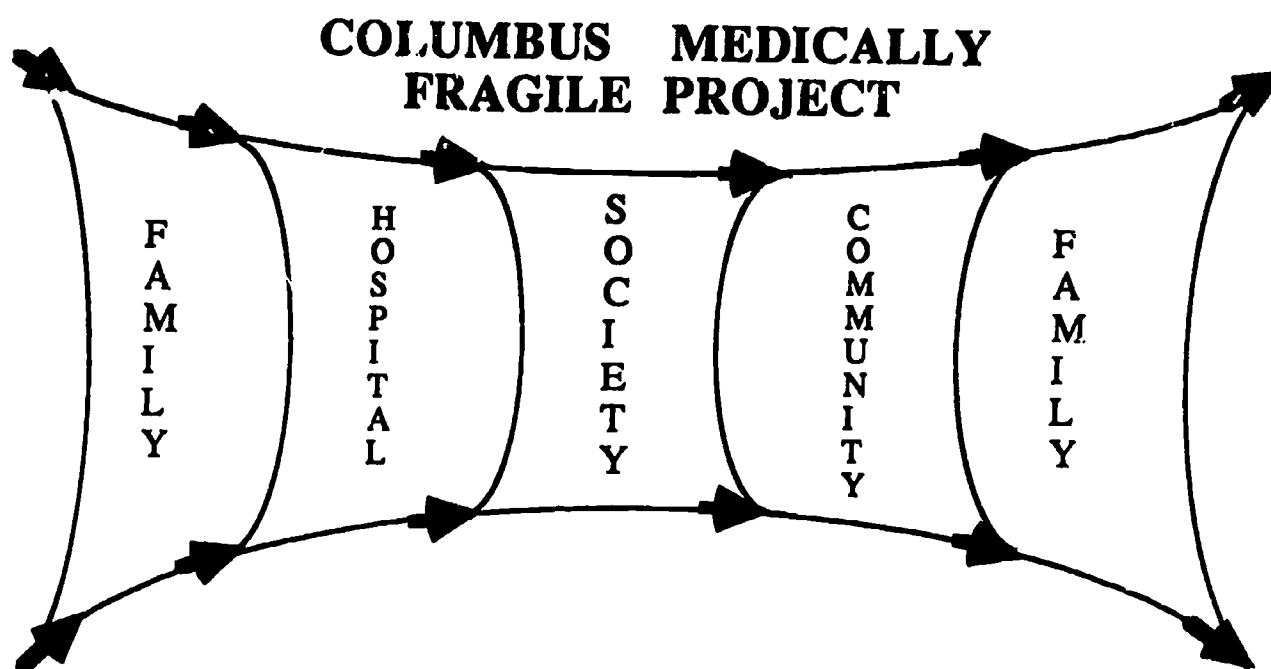 COLUMBUS MEDICALLY
FRAGILE PROJECT
FAMILY
HOSPITAL
SOCIETY
COMMUNITY
FAMILY